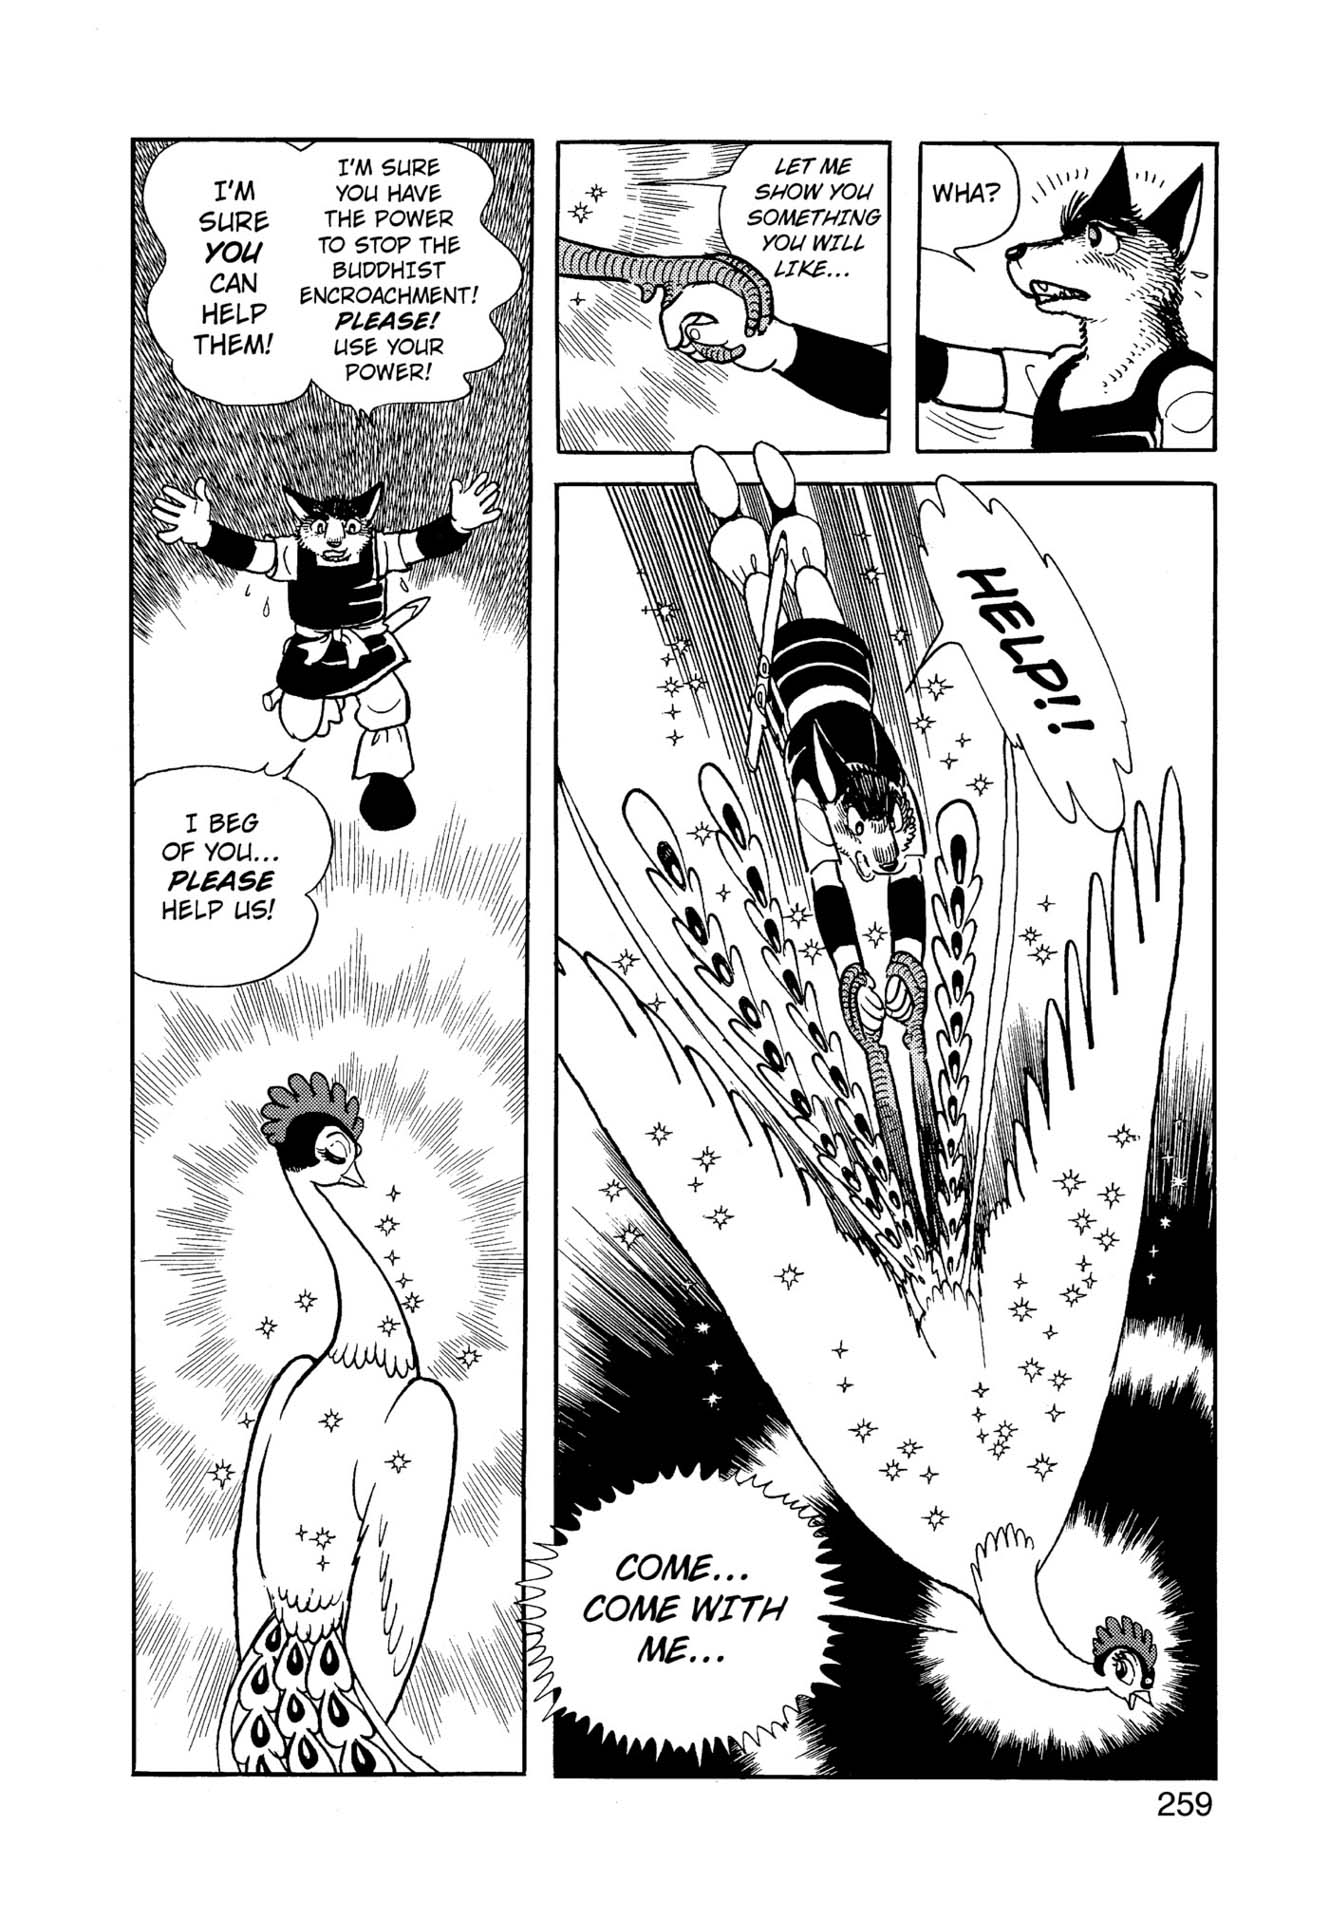 I'M
SURE
YOU
CAN
HELP
THEM!
I'M SURE
YOU HAVE
THE POWER
TO STOP THE
BUDDHIST
ENCROACHMENT!
PLEASE!
USE YOUR
POWER!
I BEG
OF YOU...
PLEASE
HELP US!
LET ME
SHOW YOU
SOMETHING
YOU WILL
LIKE...
WHA?
HELP!!
COME...
COME WITH
ME...
259